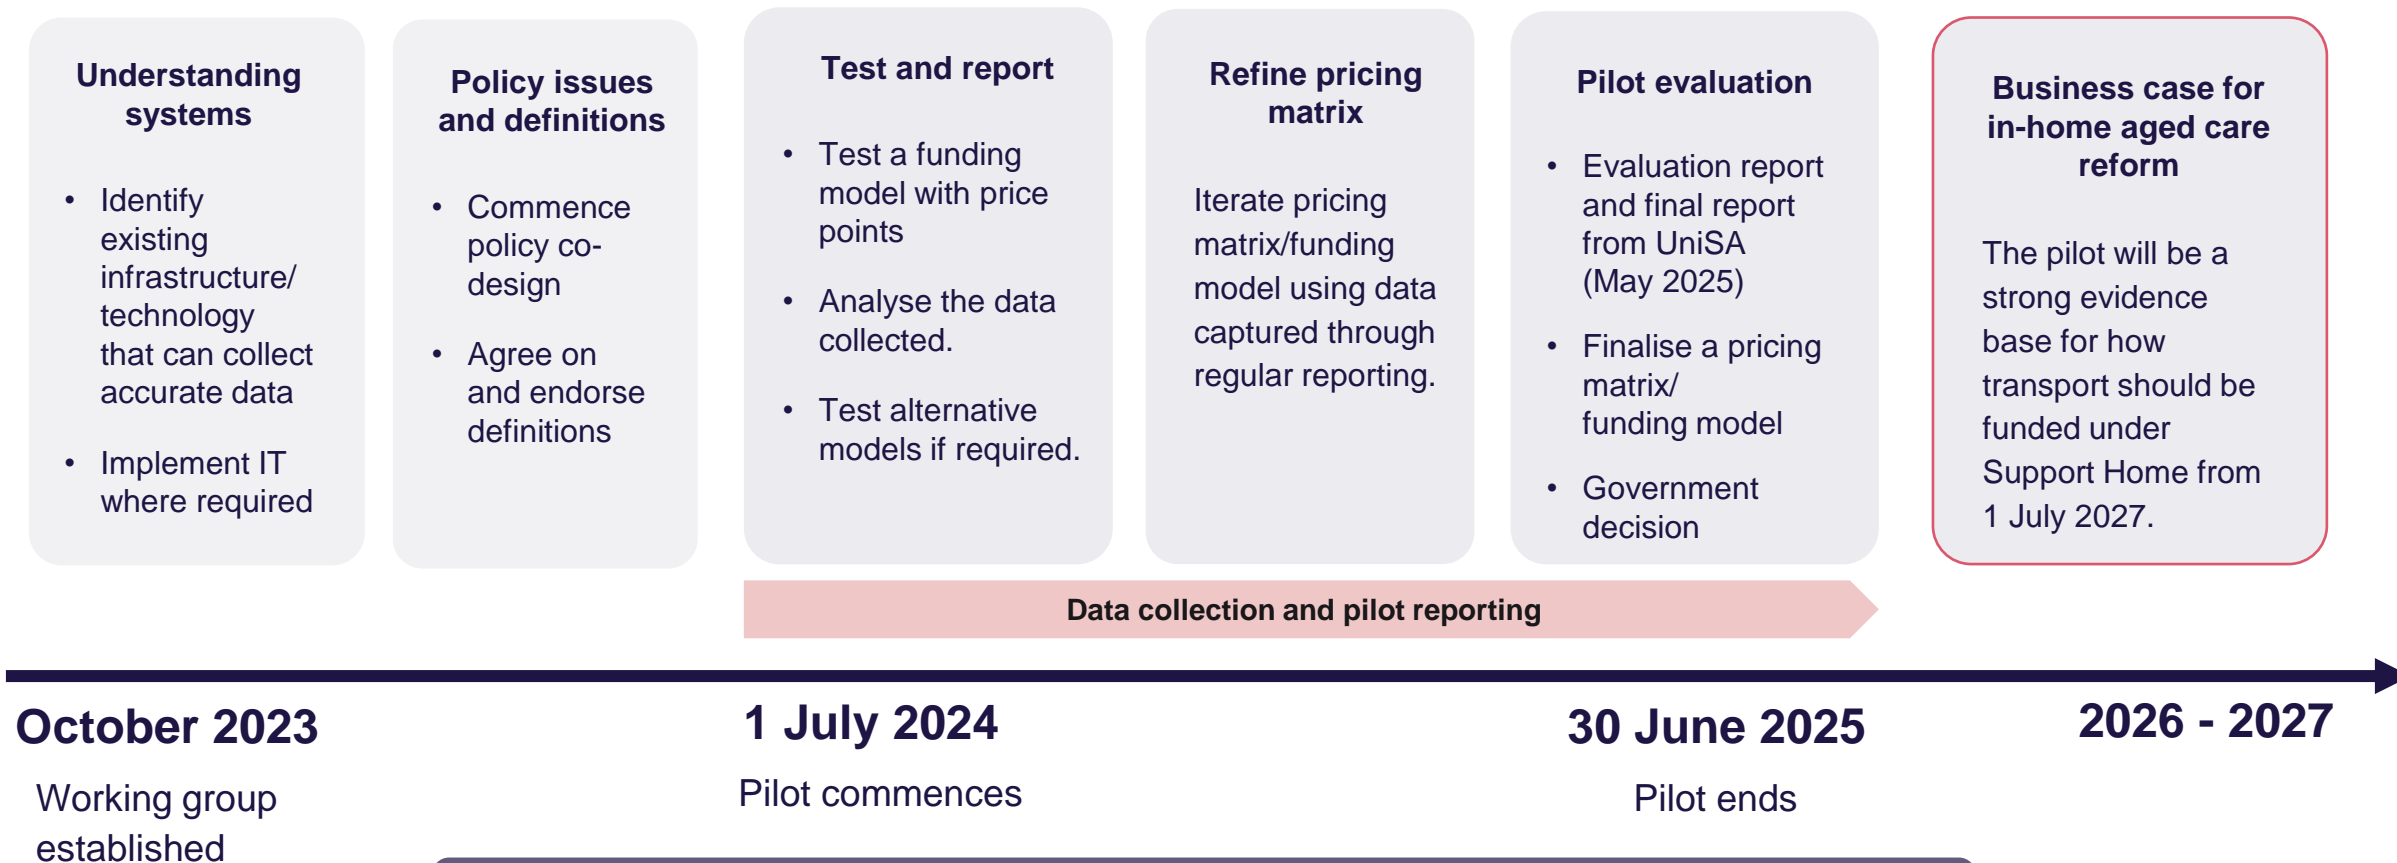 Understanding
systems
• Identify
existing
infrastructure/
technology
that can collect
accurate data
• Implement IT
where required
Policy issues
and definitions
• Commence
policy co-
design
• Agree on
and endorse
definitions
Test and report
• Test a funding
model with price
points
• Analyse the data
collected.
• Test alternative
models if required.
Refine pricing
matrix
Iterate pricing
matrix/funding
model using data
captured through
regular reporting.
Pilot evaluation
• Evaluation report
and final report
from UniSA
(May 2025)
• Finalise a pricing
matrix/
funding model
• Government
decision
Business case for
in-home aged care
reform
The pilot will be a
strong evidence
base for how
transport should be
funded under
Support Home from
1 July 2027.
Data collection and pilot reporting
October 2023
Working group
established
1 July 2024
Pilot commences
30 June 2025
Pilot ends
2026 - 2027